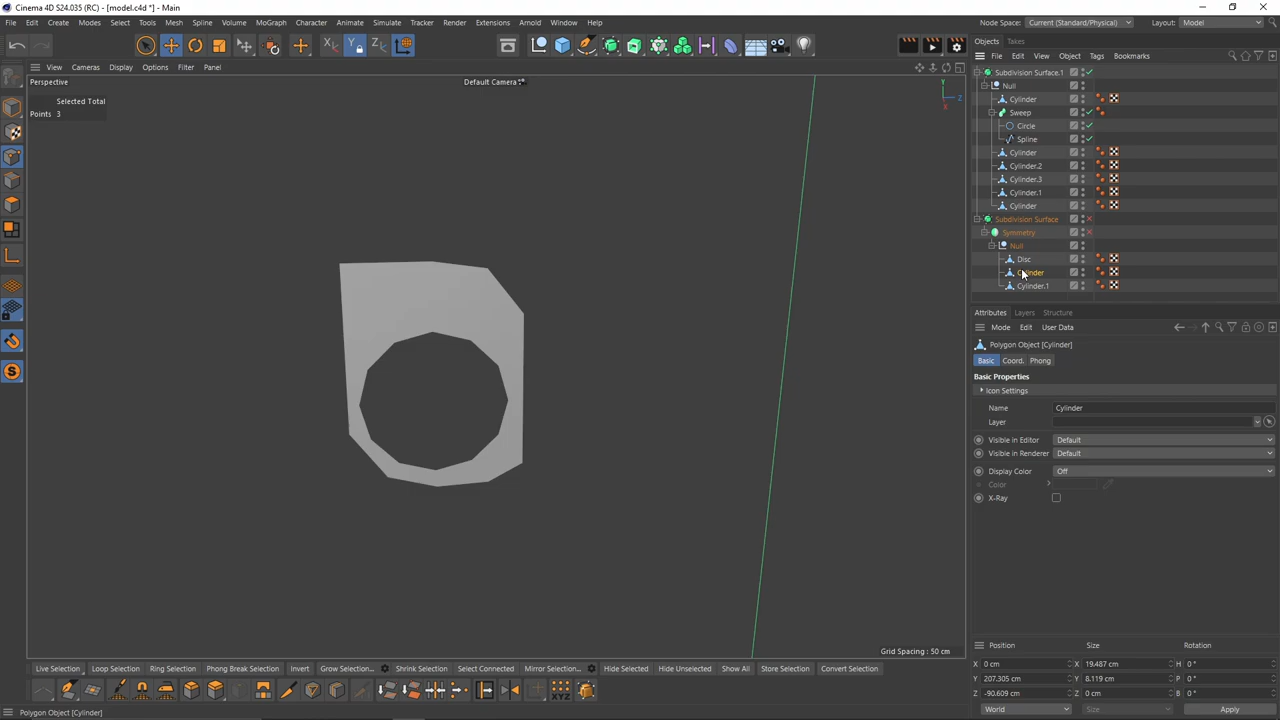 Cinema 4D S24.035 (RC) - [model.c4d *] - Main
File Edit Create Modes Select Tools Mesh Spline Volume MoGraph Character Animate Simulate Tracker Render Extensions Arnold Window Help
Node Space: Current (Standard/Physical) Layout: Model
X Y Z
Objects Takes
View Cameras Display Options Filter Panel
File Edit View Object Tags Bookmarks
Perspective
Default Camera
Y
Z
X
Selected Total
Points 3
Subdivision Surface.1
Null
Cylinder
Sweep
Circle
Spline
Cylinder
Cylinder.2
Cylinder.3
Cylinder.1
Cylinder
Subdivision Surface
Symmetry
Null
Disc
Cylinder
Cylinder.1
Attributes Layers Structure
Mode Edit User Data
Polygon Object [Cylinder]
Basic Coord. Phong
Basic Properties
Icon Settings
Name Cylinder
Layer
Visible in Editor Default
Visible in Renderer Default
Display Color Off
Color
X-Ray
Grid Spacing : 50 cm
Position Size Rotation
X 0 cm X 19.487 cm H 0 °
Y 207.305 cm Y 8.119 cm P 0 °
Z -90.609 cm Z 0 cm B 0 °
World Size Apply
Live Selection Loop Selection Ring Selection Phong Break Selection Invert Grow Selection... Shrink Selection Select Connected Mirror Selection... Hide Selected Hide Unselected Show All Store Selection Convert Selection
XYZ
Polygon Object [Cylinder]